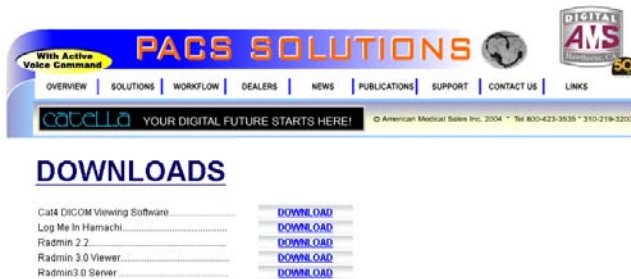 DIGITAL
AMS
Hawthorne, CA
50
With Active
Voice Command
PACS SOLUTIONS
OVERVIEW SOLUTIONS WORKFLOW DEALERS NEWS PUBLICATIONS SUPPORT CONTACT US LINKS
catella YOUR DIGITAL FUTURE STARTS HERE! © American Medical Sales Inc. 2004 * Tel 800-423-3535 * 310-219-3200
DOWNLOADS
Cat4 DICOM Viewing Software........................ DOWNLOAD
Log Me In Hamachi........................ DOWNLOAD
Radmin 2.2........................ DOWNLOAD
Radmin 3.0 Viewer........................ DOWNLOAD
Radmin3.0 Server........................ DOWNLOAD